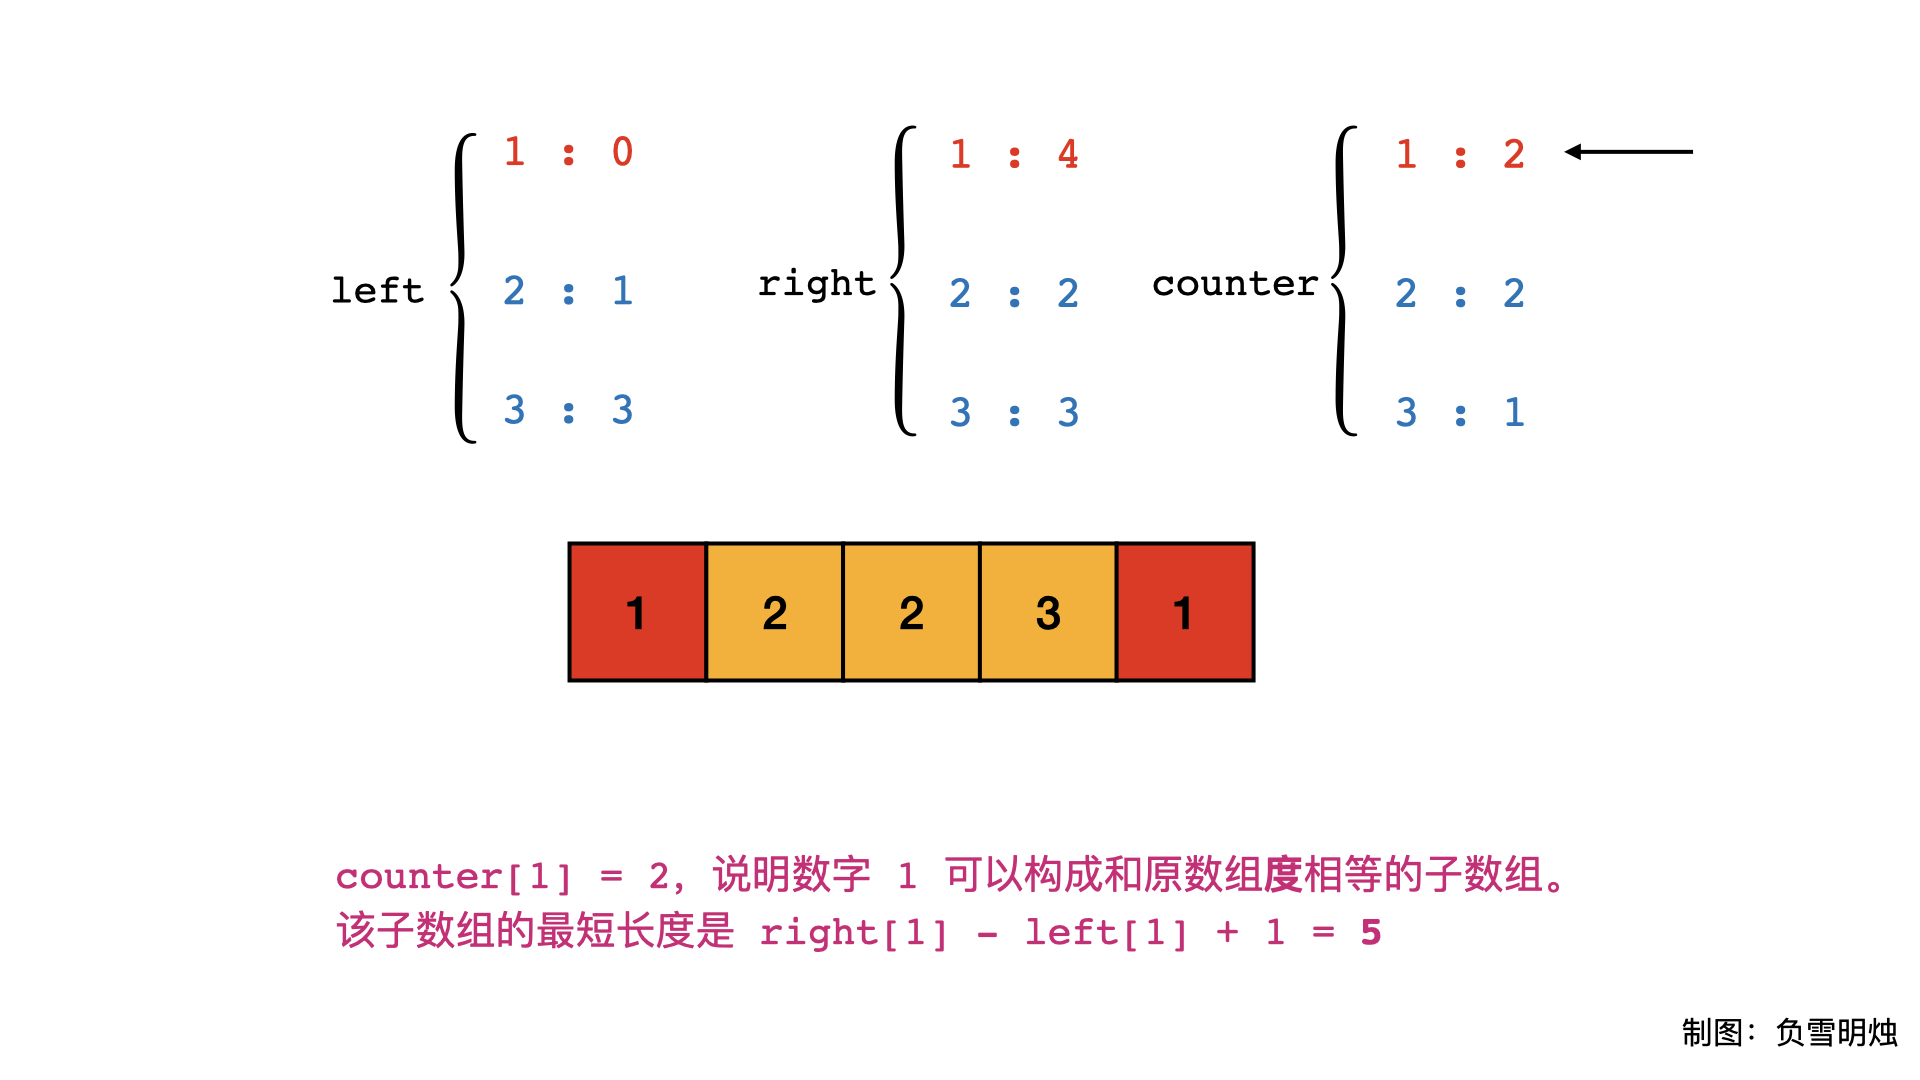 1 : 0
1 : 4
1 : 2
left
2 : 1
right
2 : 2
counter
2 : 2
3 : 3
3 : 3
3 : 1
1 2 2 3 1
counter[1] = 2，说明数字 1 可以构成和原数组度相等的子数组。
该子数组的最短长度是 right[1] - left[1] + 1 = 5
制图：负雪明烛